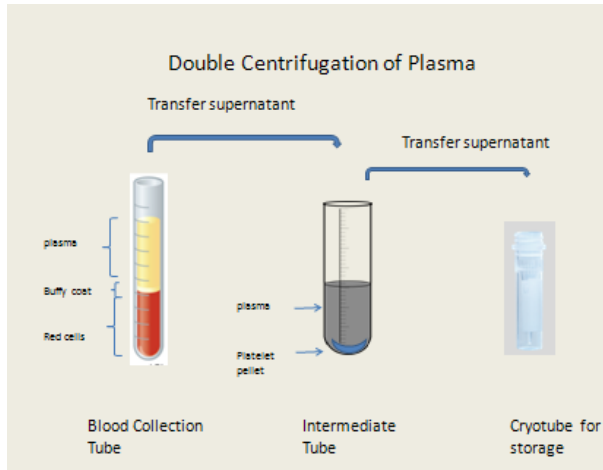 Double Centrifugation of Plasma
Transfer supernatant
Transfer supernatant
plasma
Buffy coat
Red cells
plasma
Platelet
pellet
Blood Collection
Tube
Intermediate
Tube
Cryotube for
storage